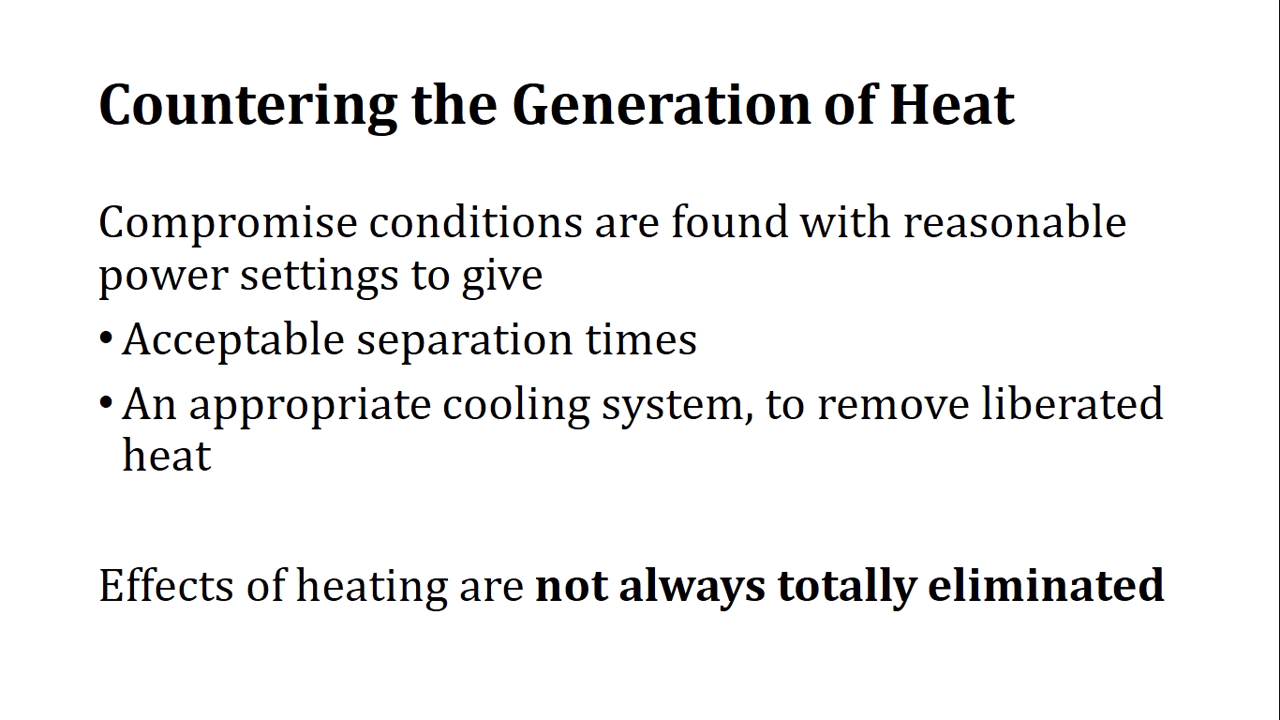 Countering the Generation of Heat
Compromise conditions are found with reasonable
power settings to give
• Acceptable separation times
• An appropriate cooling system, to remove liberated
heat
Effects of heating are not always totally eliminated